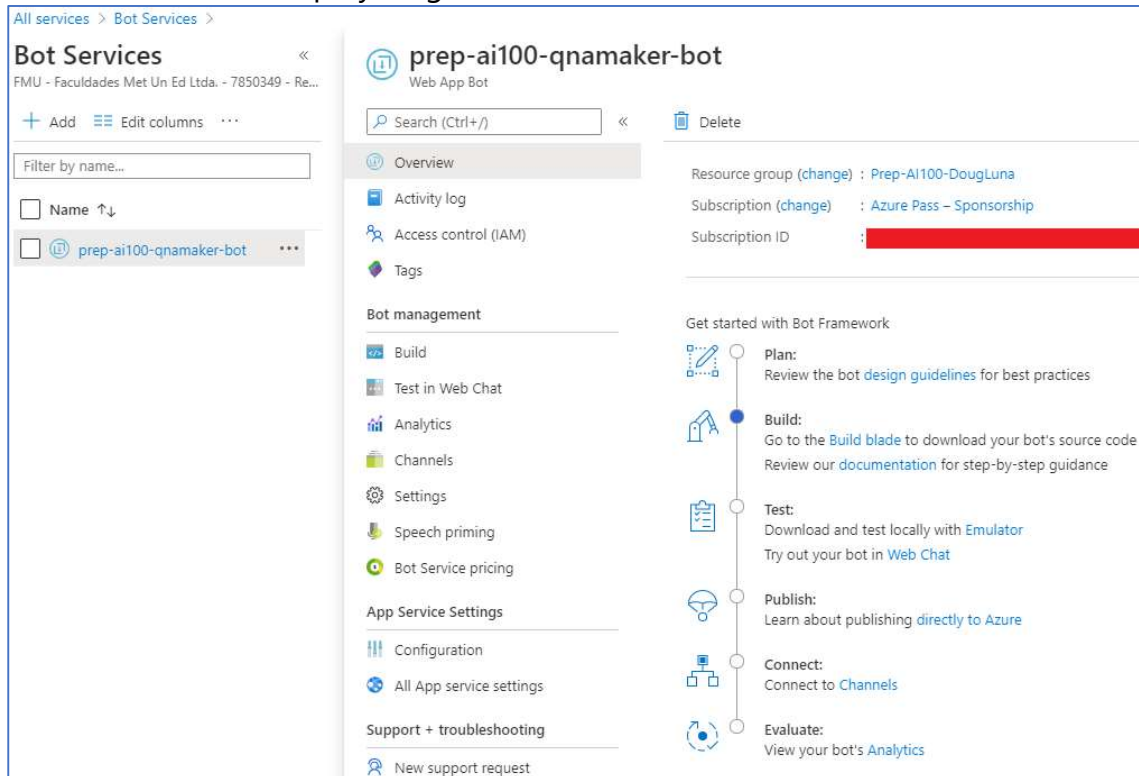 All services > Bot Services >
Bot Services
«
FMU - Faculdades Met Un Ed Ltda. - 7850349 - Re...
+ Add Edit columns ...
Filter by name...
Name ↑↓
prep-ai100-qnamaker-bot ...
prep-ai100-qnamaker-bot
Web App Bot
Search (Ctrl+/)
«
Overview
Activity log
Access control (IAM)
Tags
Bot management
Build
Test in Web Chat
Analytics
Channels
Settings
Speech priming
Bot Service pricing
App Service Settings
Configuration
All App service settings
Support + troubleshooting
New support request
Delete
Resource group (change) : Prep-AI100-DougLuna
Subscription (change) : Azure Pass – Sponsorship
Subscription ID :
Get started with Bot Framework
Plan:
Review the bot design guidelines for best practices
Build:
Go to the Build blade to download your bot's source code
Review our documentation for step-by-step guidance
Test:
Download and test locally with Emulator
Try out your bot in Web Chat
Publish:
Learn about publishing directly to Azure
Connect:
Connect to Channels
Evaluate:
View your bot's Analytics